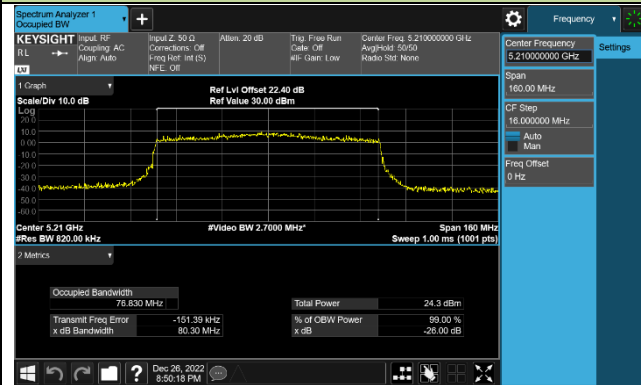 Spectrum Analyzer 1
Occupied BW
+
Frequency
KEYSIGHT
RL
LXI
Input: RF
Coupling: AC
Align: Auto
Input Z: 50 Ω
Corrections: Off
Freq Ref: Int (S)
NFE: Off
Atten: 20 dB
Trig: Free Run
Gate: Off
#IF Gain: Low
Center Freq: 5.210000000 GHz
Avg|Hold: 50/50
Radio Std: None
Center Frequency
5.210000000 GHz
Settings
Span
160.00 MHz
CF Step
16.000000 MHz
Auto
Man
Freq Offset
0 Hz
1 Graph
Scale/Div 10.0 dB
Ref Lvl Offset 22.40 dB
Ref Value 30.00 dBm
Log
20.0
10.0
0.00
-10.0
-20.0
-30.0
-40.0
-50.0
-60.0
Center 5.21 GHz
#Video BW 2.7000 MHz*
Span 160 MHz
#Res BW 820.00 kHz
Sweep 1.00 ms (1001 pts)
2 Metrics
Occupied Bandwidth
76.830 MHz
Total Power
24.3 dBm
Transmit Freq Error
-151.39 kHz
% of OBW Power
99.00 %
x dB Bandwidth
80.30 MHz
x dB
-26.00 dB
?
Dec 26, 2022
8:50:18 PM